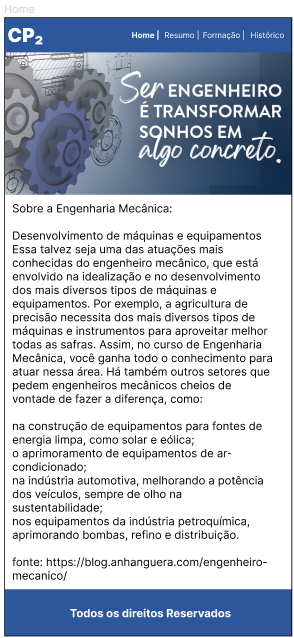 Home
CP2
Home | Resumo | Formação | Histórico
Ser ENGENHEIRO
É TRANSFORMAR
SONHOS EM
algo concreto.
Sobre a Engenharia Mecânica:
Desenvolvimento de máquinas e equipamentos
Essa talvez seja uma das atuações mais
conhecidas do engenheiro mecânico, que está
envolvido na idealização e no desenvolvimento
dos mais diversos tipos de máquinas e
equipamentos. Por exemplo, a agricultura de
precisão necessita dos mais diversos tipos de
máquinas e instrumentos para aproveitar melhor
todas as safras. Assim, no curso de Engenharia
Mecânica, você ganha todo o conhecimento para
atuar nessa área. Há também outros setores que
pedem engenheiros mecânicos cheios de
vontade de fazer a diferença, como:
na construção de equipamentos para fontes de
energia limpa, como solar e eólica;
o aprimoramento de equipamentos de ar-
condicionado;
na indústria automotiva, melhorando a potência
dos veículos, sempre de olho na
sustentabilidade;
nos equipamentos da indústria petroquímica,
aprimorando bombas, refino e distribuição.
fonte: https://blog.anhanguera.com/engenheiro-
mecanico/
Todos os direitos Reservados